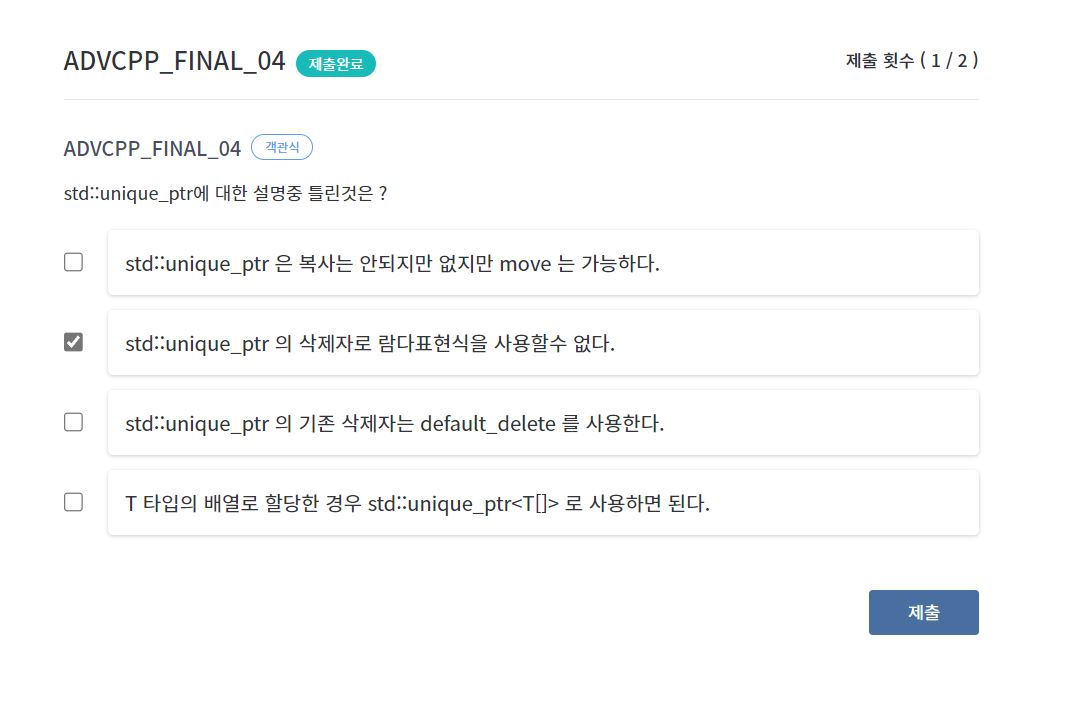 ADVCPP_FINAL_04 제출완료 제출 횟수 ( 1 / 2 )
ADVCPP_FINAL_04 객관식
std::unique_ptr에 대한 설명중 틀린것은 ?
std::unique_ptr 은 복사는 안되지만 없지만 move 는 가능하다.
std::unique_ptr 의 삭제자로 람다표현식을 사용할수 없다.
std::unique_ptr 의 기존 삭제자는 default_delete 를 사용한다.
T 타입의 배열로 할당한 경우 std::unique_ptr<T[]> 로 사용하면 된다.
제출